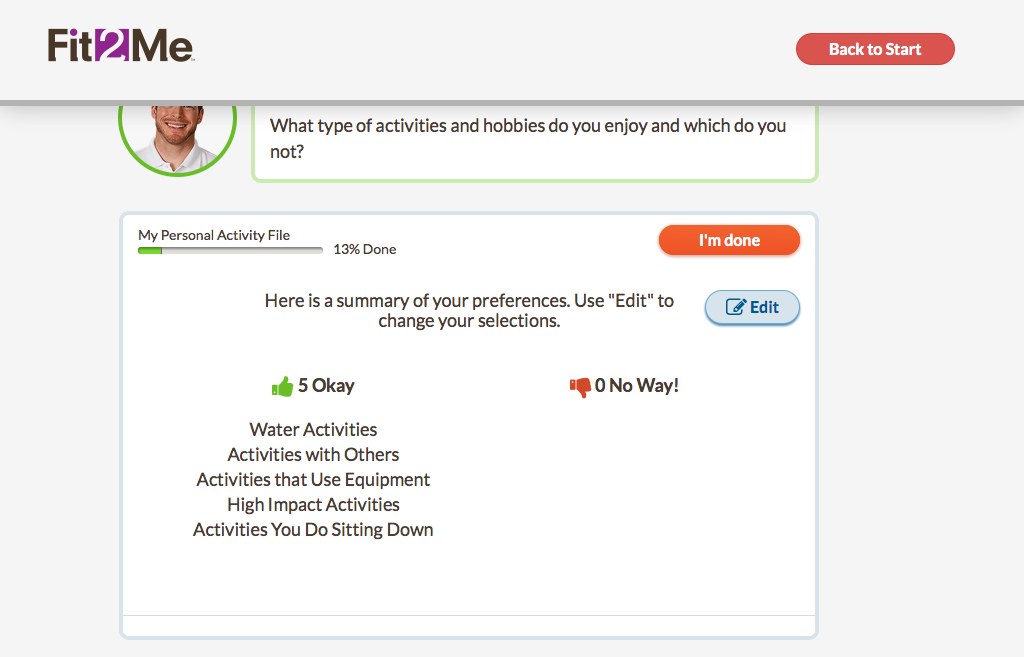 Fit2Me
Back to Start
What type of activities and hobbies do you enjoy and which do you
not?
My Personal Activity File
13% Done
I'm done
Here is a summary of your preferences. Use "Edit" to
change your selections.
Edit
5 Okay
0 No Way!
Water Activities
Activities with Others
Activities that Use Equipment
High Impact Activities
Activities You Do Sitting Down